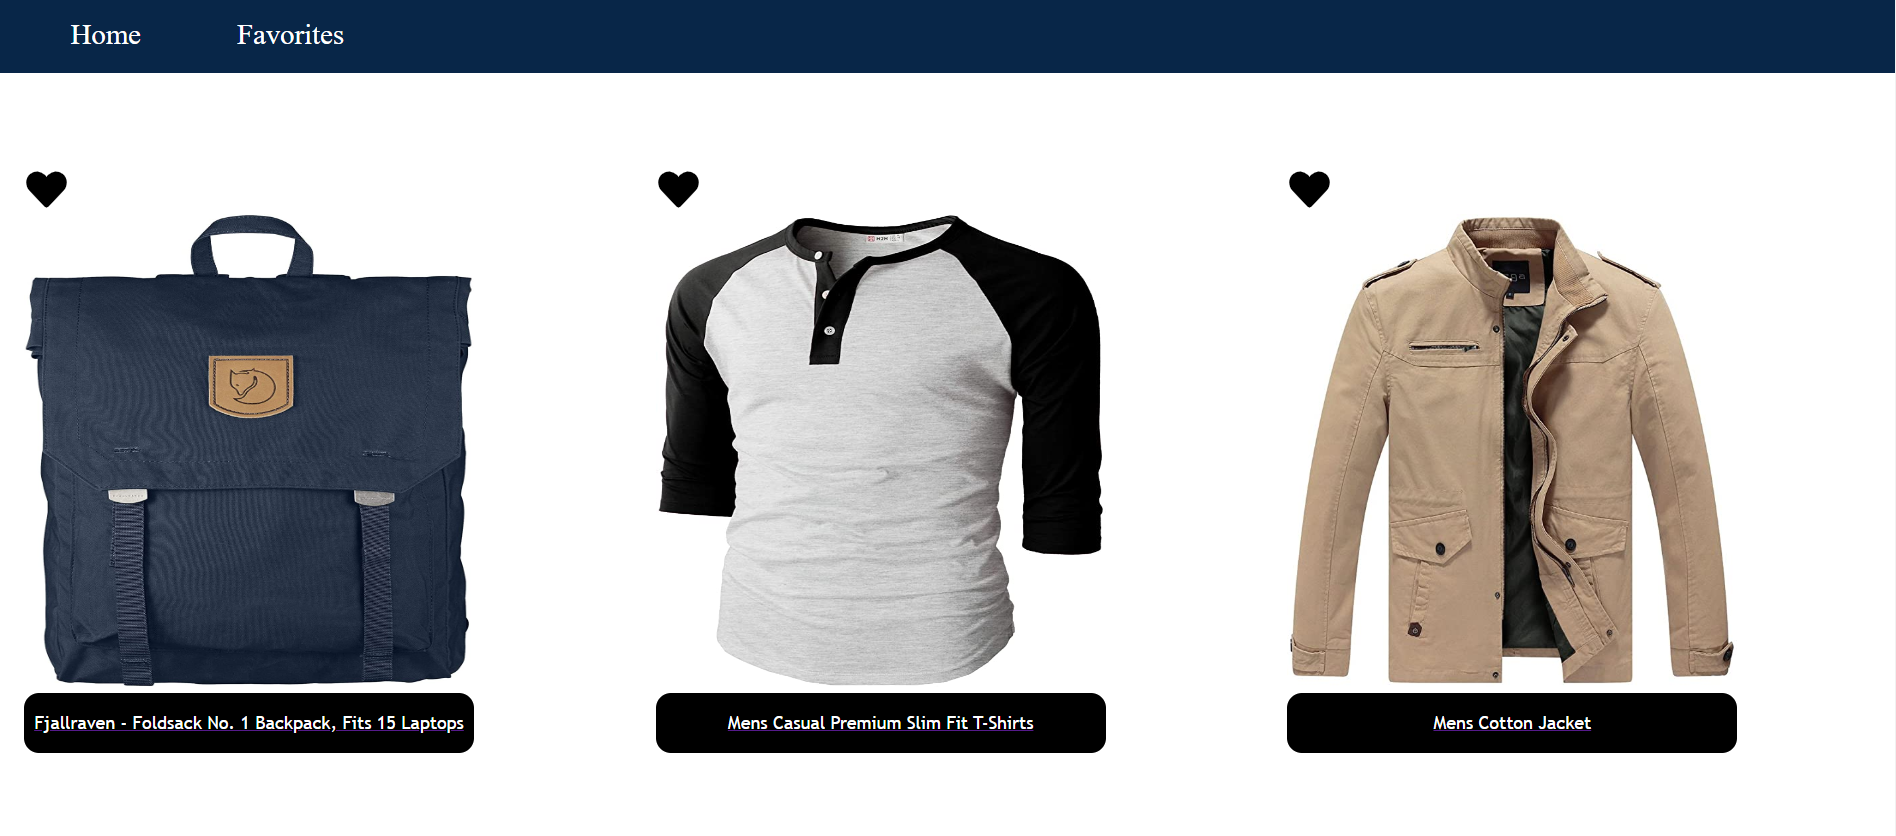 Home
Favorites
Fjallraven - Foldsack No. 1 Backpack, Fits 15 Laptops
Mens Casual Premium Slim Fit T-Shirts
Mens Cotton Jacket